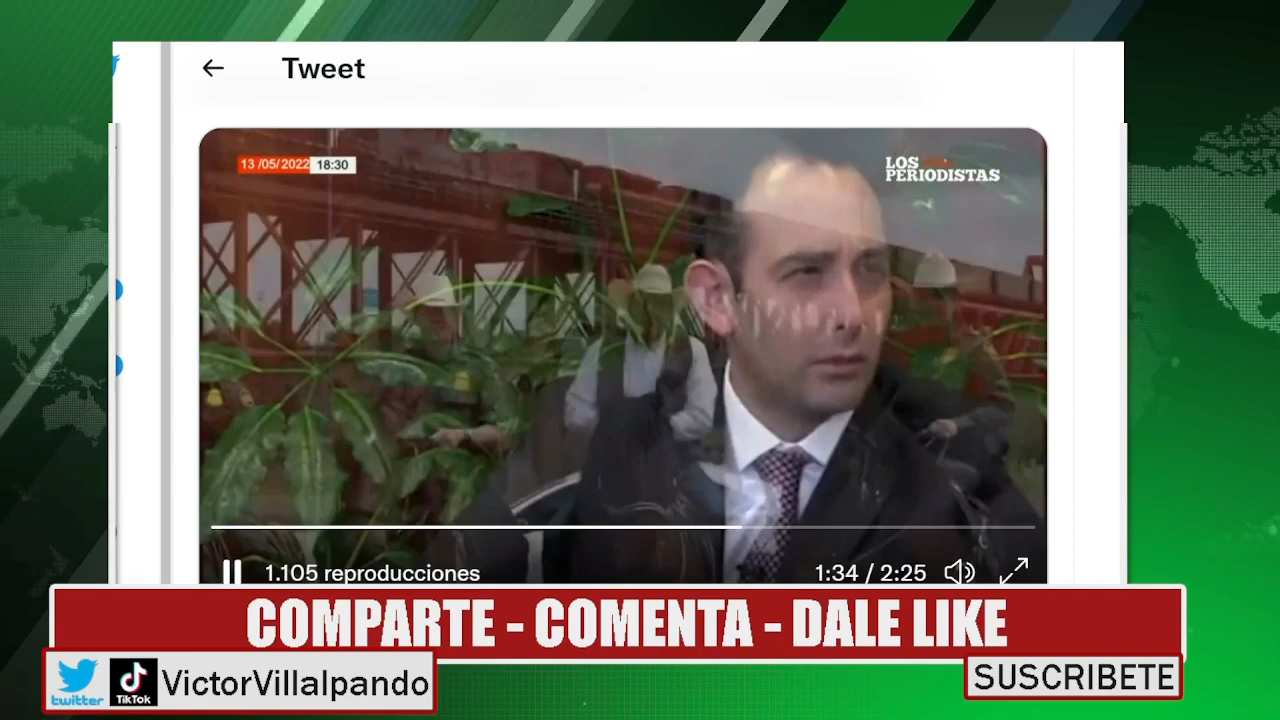 Tweet
13 /05/2022 18:30
LOS
PERIODISTAS
1.105 reproducciones
1:34 / 2:25
COMPARTE - COMENTA - DALE LIKE
twitter
TikTok
VictorVillalpando
SUSCRIBETE